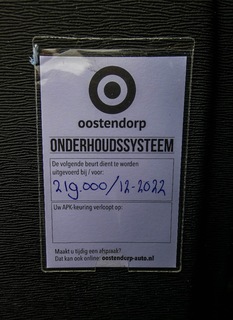 oostendorp
ONDERHOUDSSYSTEEM
De volgende beurt dient te worden
uitgevoerd bij / voor:
219.000/12-2022
Uw APK-keuring verloopt op:
Maakt u tijdig een afspraak?
Dat kan ook online: oostendorp-auto.nl